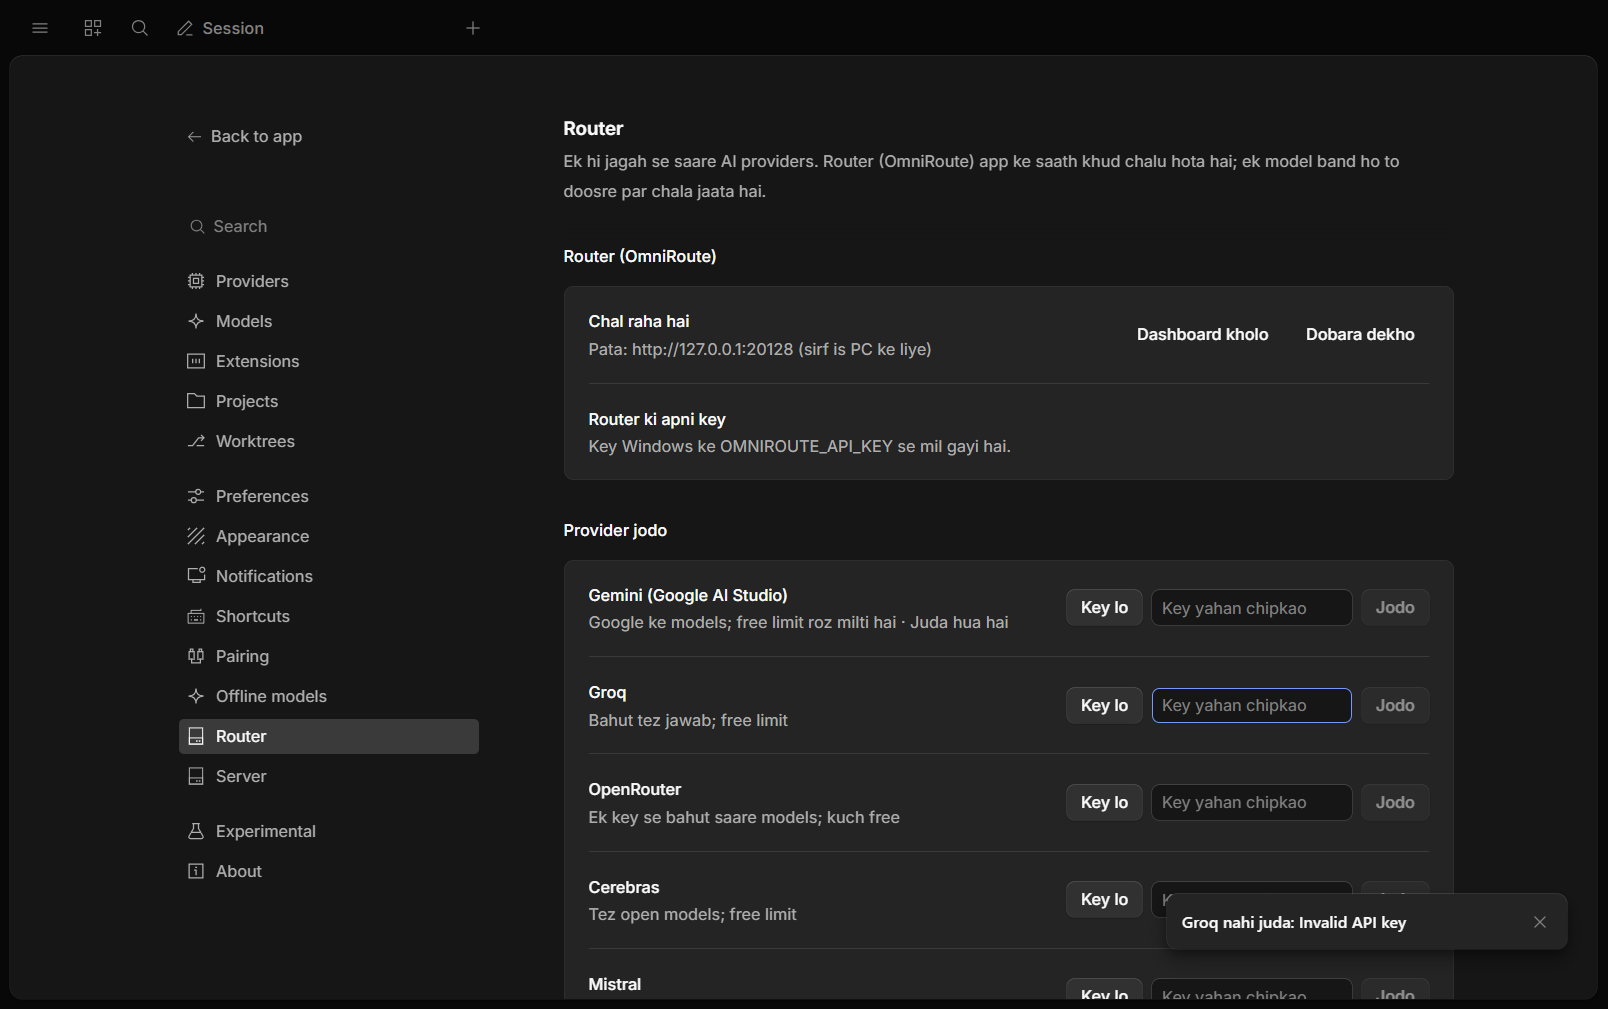 Session
Back to app
Search
Providers
Models
Extensions
Projects
Worktrees
Preferences
Appearance
Notifications
Shortcuts
Pairing
Offline models
Router
Server
Experimental
About
Router
Ek hi jagah se saare AI providers. Router (OmniRoute) app ke saath khud chalu hota hai; ek model band ho to
doosre par chala jaata hai.
Router (OmniRoute)
Chal raha hai
Pata: http://127.0.0.1:20128 (sirf is PC ke liye)
Dashboard kholo
Dobara dekho
Router ki apni key
Key Windows ke OMNIROUTE_API_KEY se mil gayi hai.
Provider jodo
Gemini (Google AI Studio)
Google ke models; free limit roz milti hai · Juda hua hai
Key lo
Key yahan chipkao
Jodo
Groq
Bahut tez jawab; free limit
Key lo
Key yahan chipkao
Jodo
OpenRouter
Ek key se bahut saare models; kuch free
Key lo
Key yahan chipkao
Jodo
Cerebras
Tez open models; free limit
Key lo
Groq nahi juda: Invalid API key
Mistral
Key lo
Key yahan chipkao
Jodo